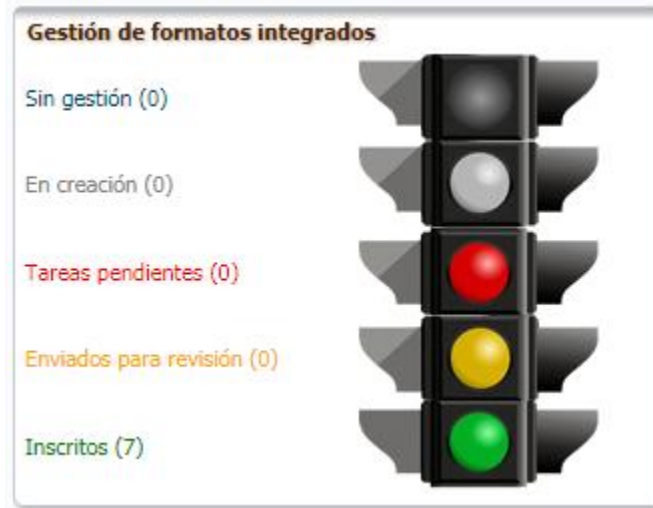 Gestión de formatos integrados
Sin gestión (0)
En creación (0)
Tareas pendientes (0)
Enviados para revisión (0)
Inscritos (7)